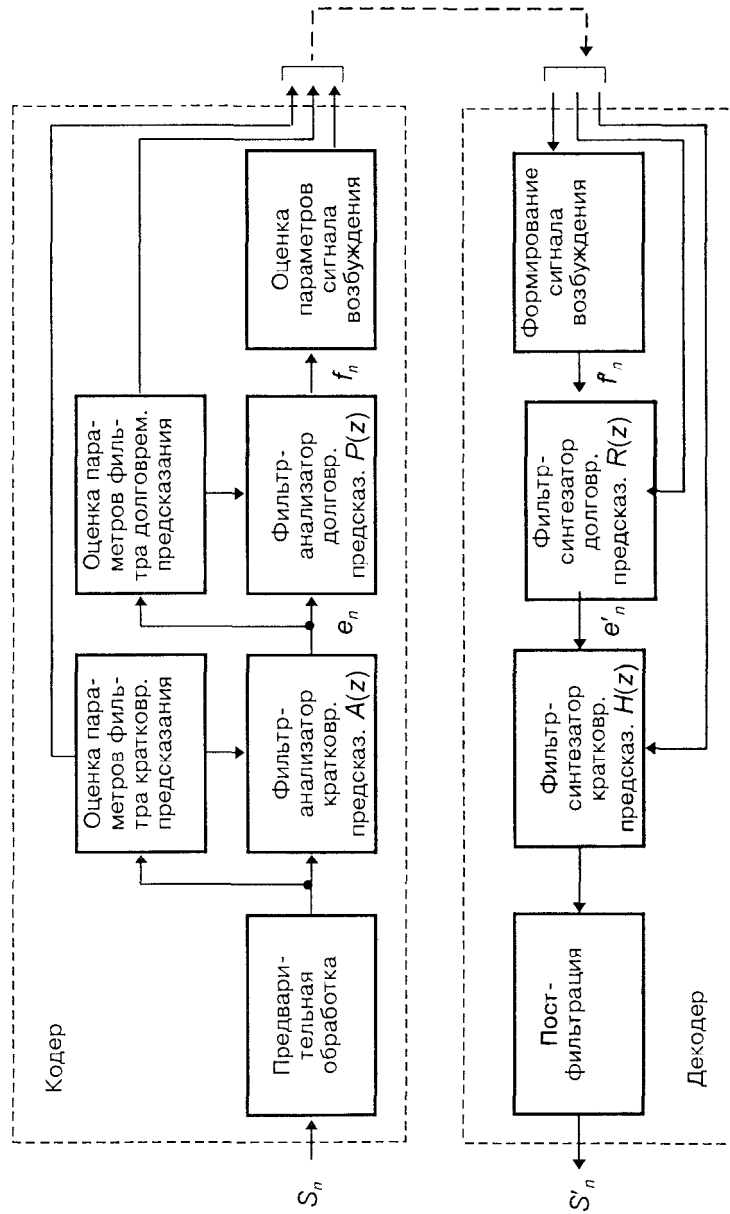 Кодер
Оценка пара-
метров филь-
тра кратковр.
предсказания
Оценка пара-
метров филь-
тра долговрем.
предсказания
S_n
Предвари-
тельная
обработка
Фильтр-
анализатор
кратковр.
предсказ. A(z)
e_n
Фильтр-
анализатор
долговр.
предсказ. P(z)
f_n
Оценка
параметров
сигнала
возбуждения
S'_n
Пост-
фильтрация
Фильтр-
синтезатор
кратковр.
предсказ. H(z)
e'_n
Фильтр-
синтезатор
долговр.
предсказ. R(z)
f'_n
Формирование
сигнала
возбуждения
Декодер